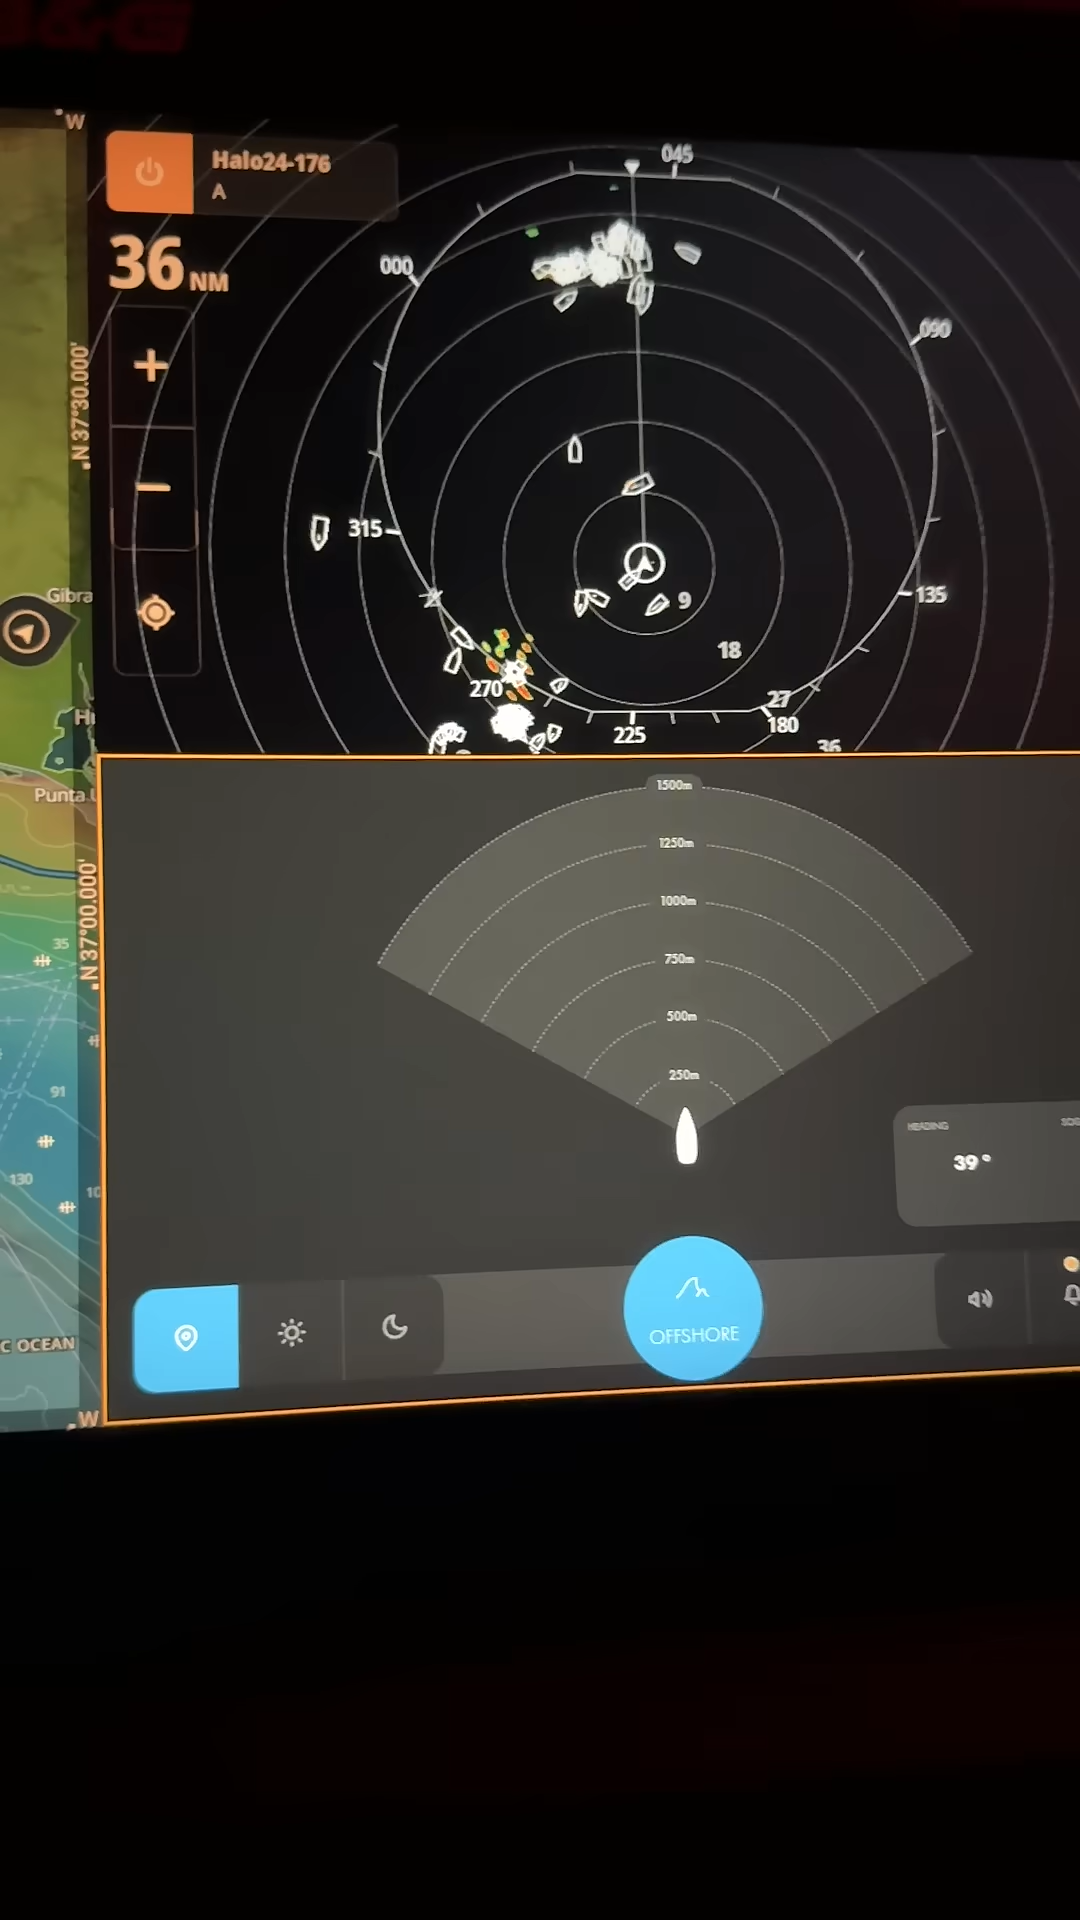 B&G
W
Halo24-176
A
36 NM
045
000
090
N 37°30.000'
315
135
Gibra
9
18
270
27
225
180
36
Punta
N 37°00.000'
35
91
130
10
C OCEAN
W
1500m
1250m
1000m
750m
500m
250m
HEADING
39°
OFFSHORE